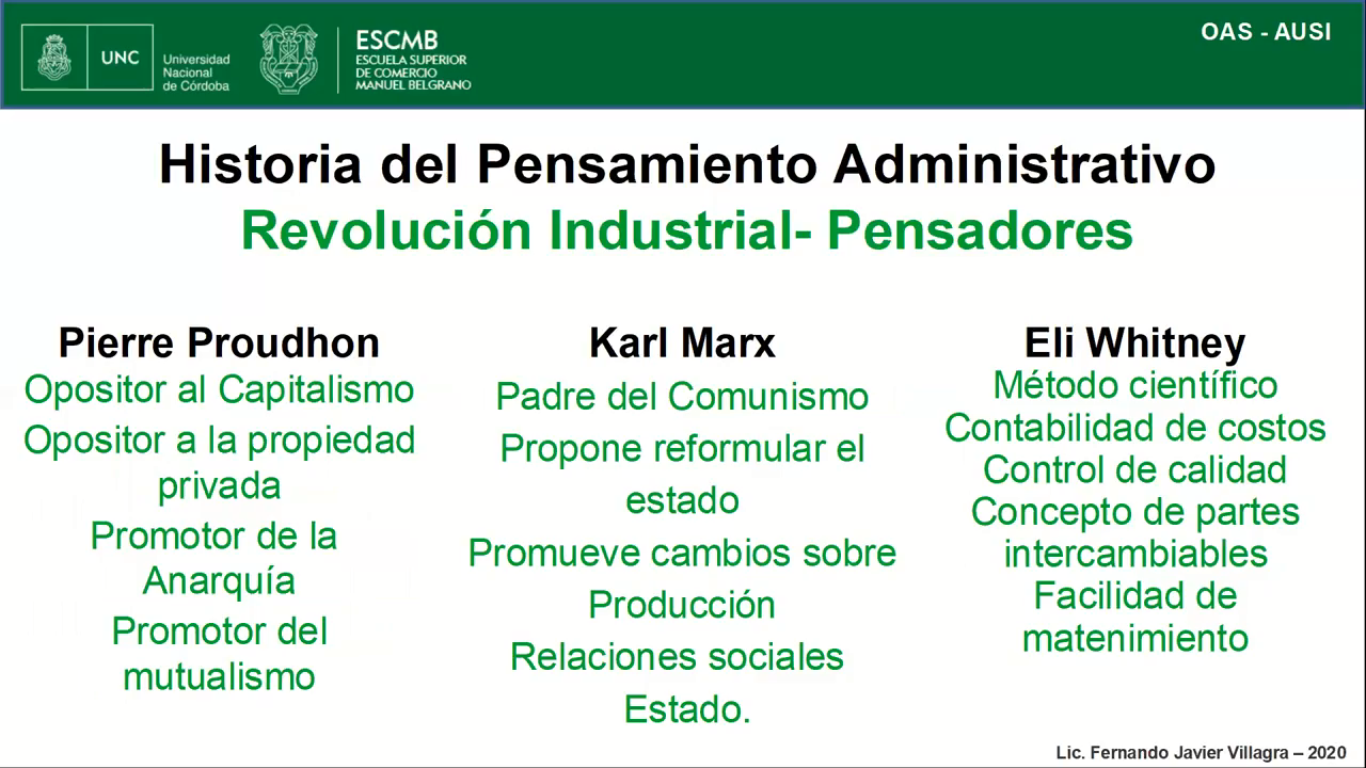 UNC
Universidad
Nacional
de Córdoba
ESCMB
ESCUELA SUPERIOR
DE COMERCIO
MANUEL BELGRANO
OAS - AUSI
Historia del Pensamiento Administrativo
Revolución Industrial- Pensadores
Pierre Proudhon
Opositor al Capitalismo
Opositor a la propiedad
privada
Promotor de la
Anarquía
Promotor del
mutualismo
Karl Marx
Padre del Comunismo
Propone reformular el
estado
Promueve cambios sobre
Producción
Relaciones sociales
Estado.
Eli Whitney
Método científico
Contabilidad de costos
Control de calidad
Concepto de partes
intercambiables
Facilidad de
matenimiento
Lic. Fernando Javier Villagra – 2020